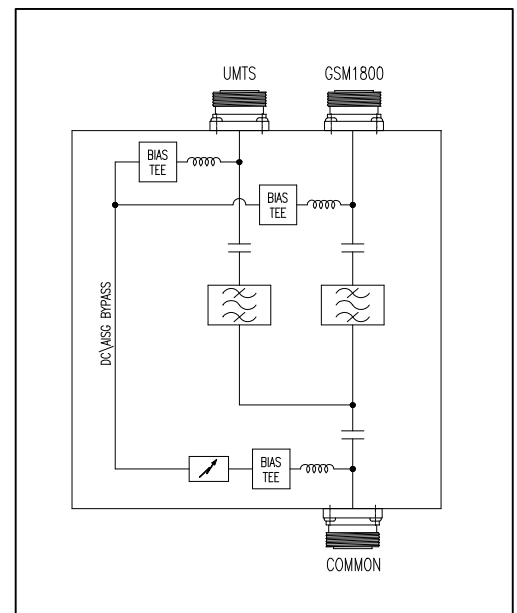 UMTS GSM1800
BIAS
TEE
BIAS
TEE
DC\AISG BYPASS
BIAS
TEE
COMMON